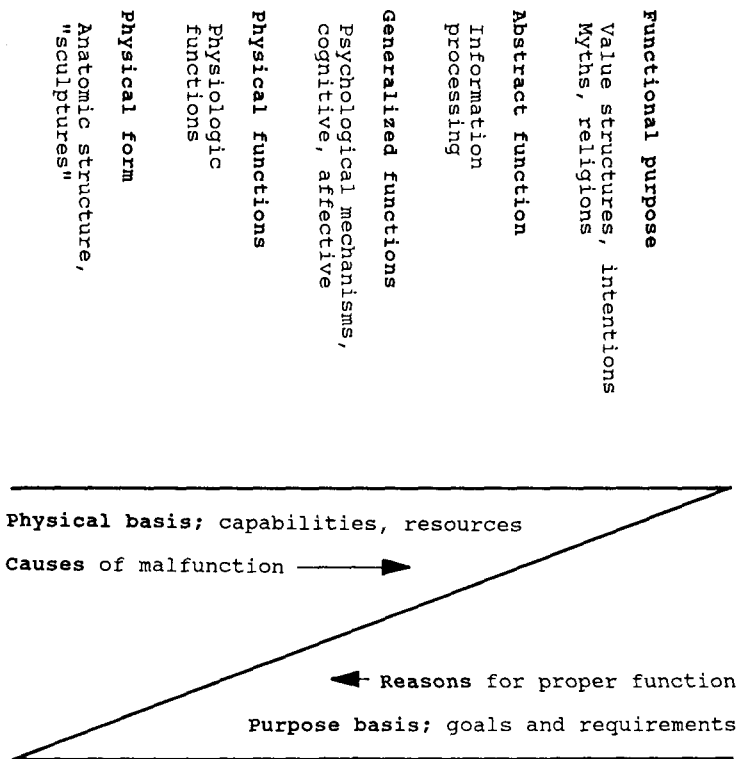 Functional purpose
Value structures, intentions
Myths, religions
Abstract function
Information
processing
Generalized functions
Psychological mechanisms,
cognitive, affective
Physical functions
Physiologic
functions
Physical form
Anatomic structure,
"sculptures"
Physical basis; capabilities, resources
Causes of malfunction
Reasons for proper function
Purpose basis; goals and requirements